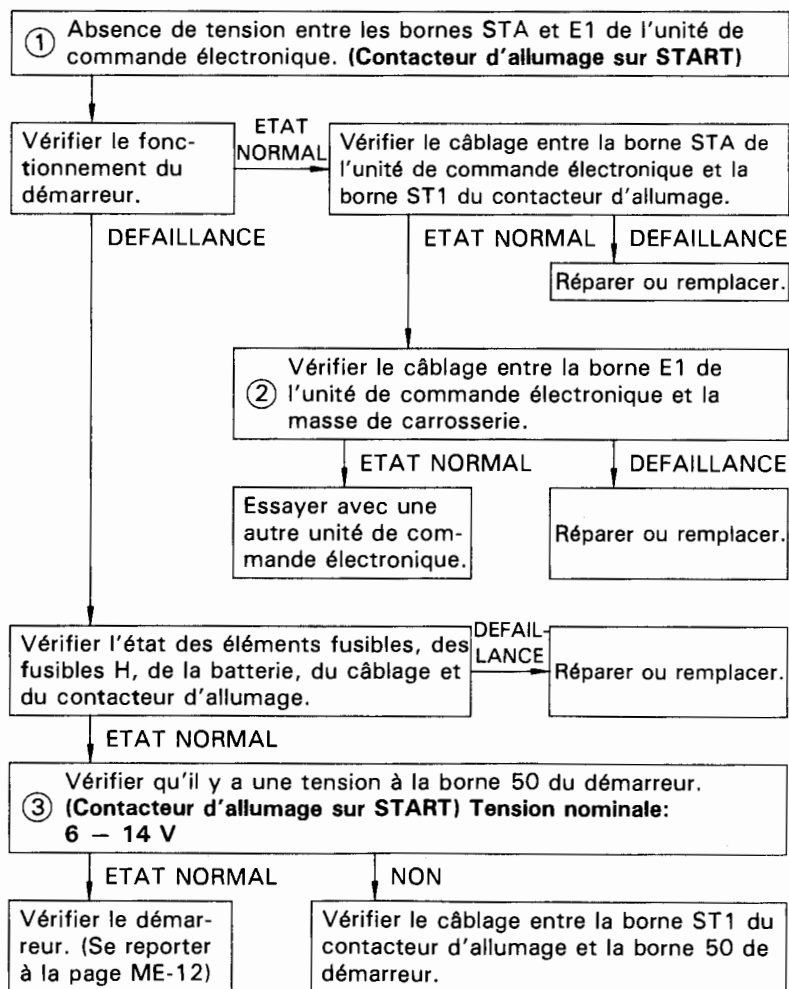 ① Absence de tension entre les bornes STA et E1 de l'unité de
commande électronique. (Contacteur d'allumage sur START)
Vérifier le fonc-
tionnement du
démarreur.
ETAT
NORMAL
Vérifier le câblage entre la borne STA de
l'unité de commande électronique et la
borne ST1 du contacteur d'allumage.
DEFAILLANCE
ETAT NORMAL
DEFAILLANCE
Réparer ou remplacer.
② Vérifier le câblage entre la borne E1 de
l'unité de commande électronique et la
masse de carrosserie.
ETAT NORMAL
DEFAILLANCE
Essayer avec une
autre unité de com-
mande électronique.
Réparer ou remplacer.
Vérifier l'état des éléments fusibles, des
fusibles H, de la batterie, du câblage et
du contacteur d'allumage.
DEFAIL-
LANCE
Réparer ou remplacer.
ETAT NORMAL
③ Vérifier qu'il y a une tension à la borne 50 du démarreur.
(Contacteur d'allumage sur START) Tension nominale:
6 — 14 V
ETAT NORMAL
NON
Vérifier le démar-
reur. (Se reporter
à la page ME-12)
Vérifier le câblage entre la borne ST1 du
contacteur d'allumage et la borne 50 de
démarreur.